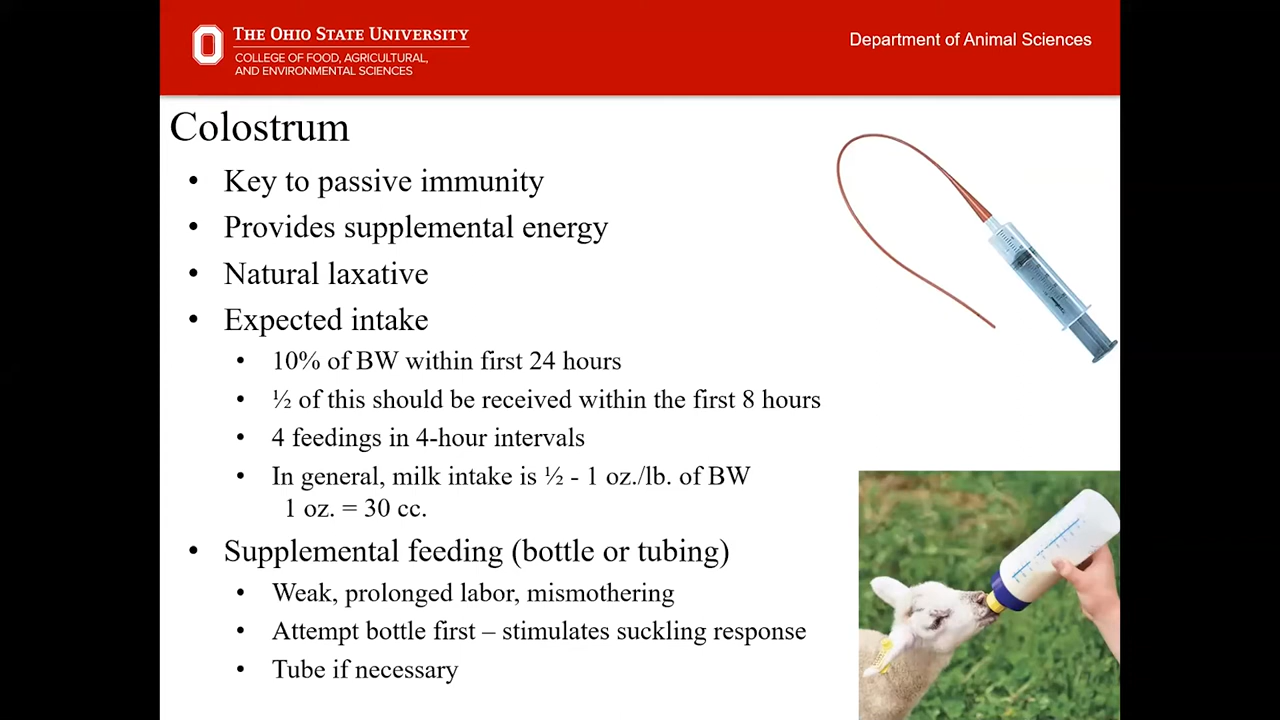 THE OHIO STATE UNIVERSITY
COLLEGE OF FOOD, AGRICULTURAL,
AND ENVIRONMENTAL SCIENCES
Department of Animal Sciences
Colostrum
• Key to passive immunity
• Provides supplemental energy
• Natural laxative
• Expected intake
• 10% of BW within first 24 hours
• ½ of this should be received within the first 8 hours
• 4 feedings in 4-hour intervals
• In general, milk intake is ½ - 1 oz./lb. of BW
1 oz. = 30 cc.
• Supplemental feeding (bottle or tubing)
• Weak, prolonged labor, mismothering
• Attempt bottle first – stimulates suckling response
• Tube if necessary